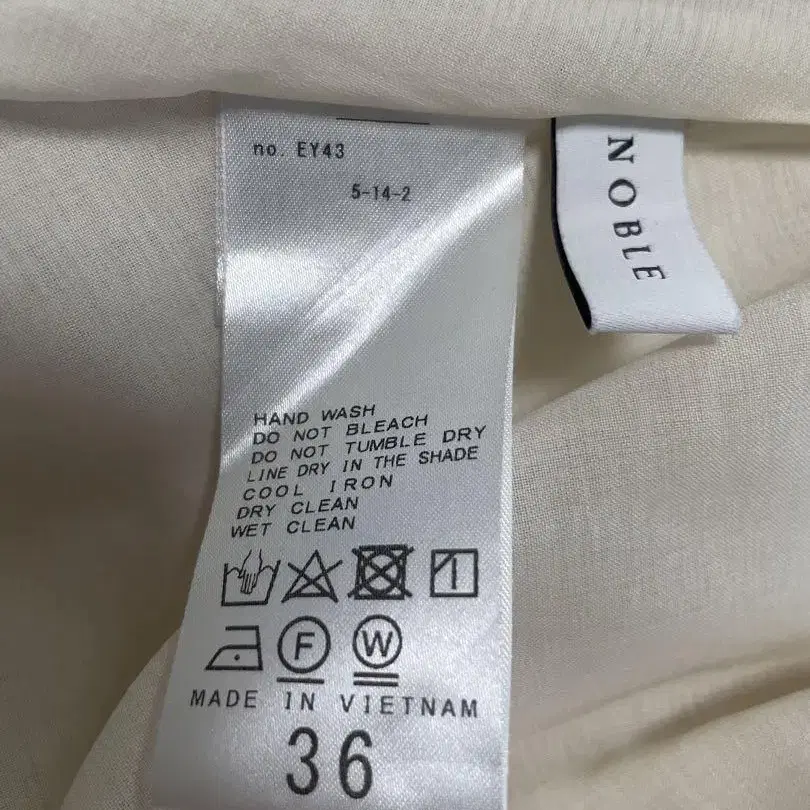 no. EY43
5-14-2
NOBLE
HAND WASH
DO NOT BLEACH
DO NOT TUMBLE DRY
LINE DRY IN THE SHADE
COOL IRON
DRY CLEAN
WET CLEAN
F
W
MADE IN VIETNAM
36